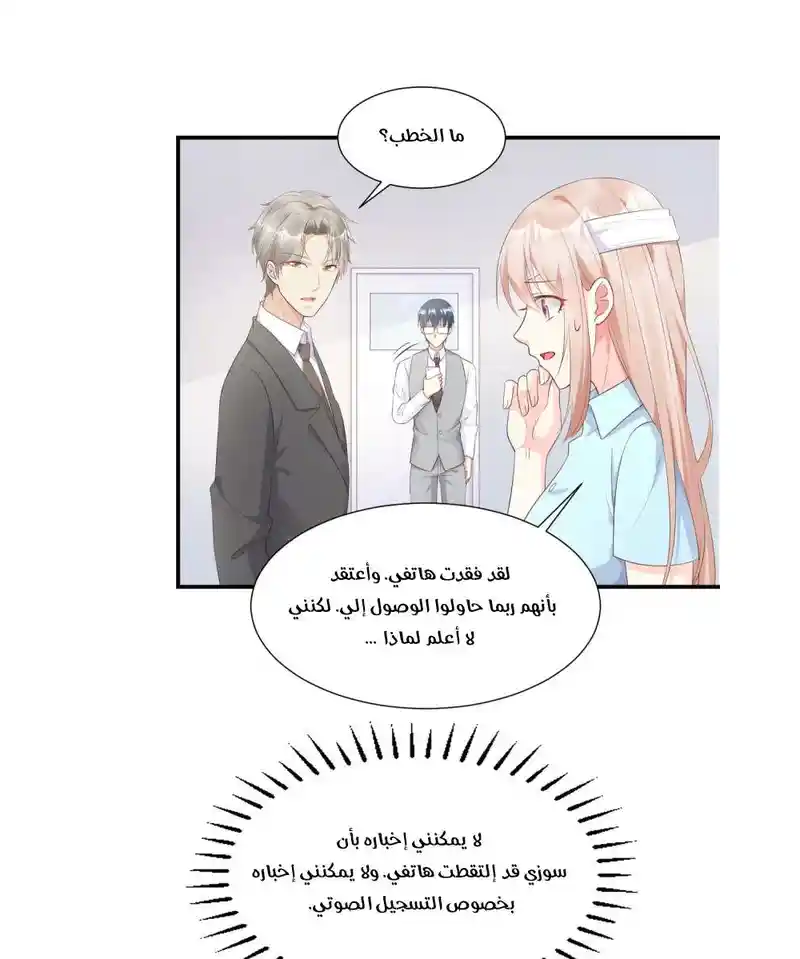 ما الخطب؟
لقد فقدت هاتفي. وأعتقد
بأنهم ربما حاولوا الوصول إلي. لكنني
لا أعلم لماذا ...
لا يمكنني إخباره بأن
سوزي قد إلتقطت هاتفي. ولا يمكنني إخباره
بخصوص التسجيل الصوتي.